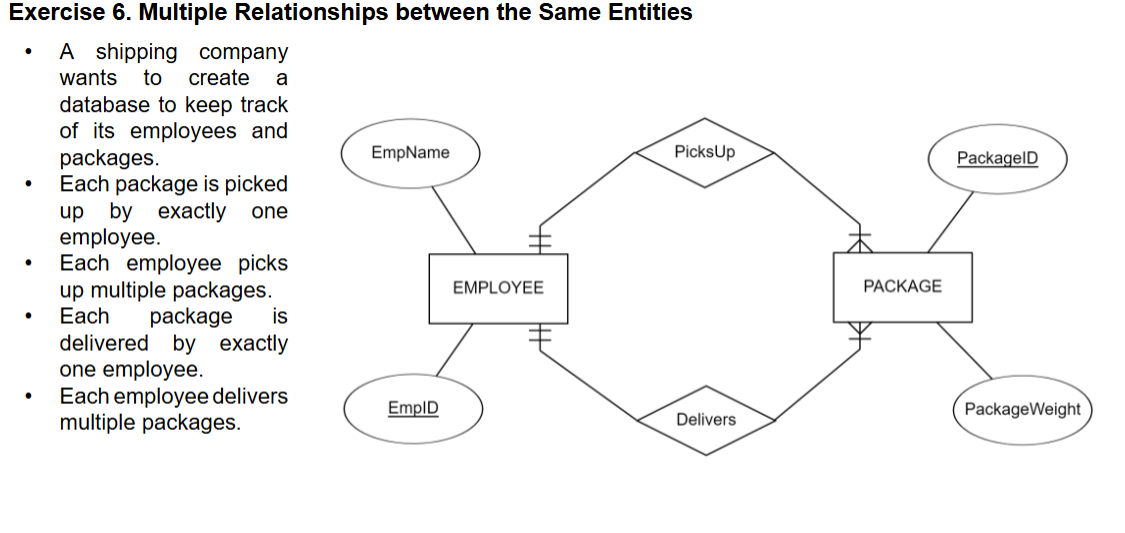 Exercise 6. Multiple Relationships between the Same Entities
• A shipping company
wants to create a
database to keep track
of its employees and
packages.
• Each package is picked
up by exactly one
employee.
• Each employee picks
up multiple packages.
• Each package is
delivered by exactly
one employee.
• Each employee delivers
multiple packages.
EmpName
PicksUp
PackageID
EMPLOYEE
PACKAGE
EmpID
Delivers
PackageWeight